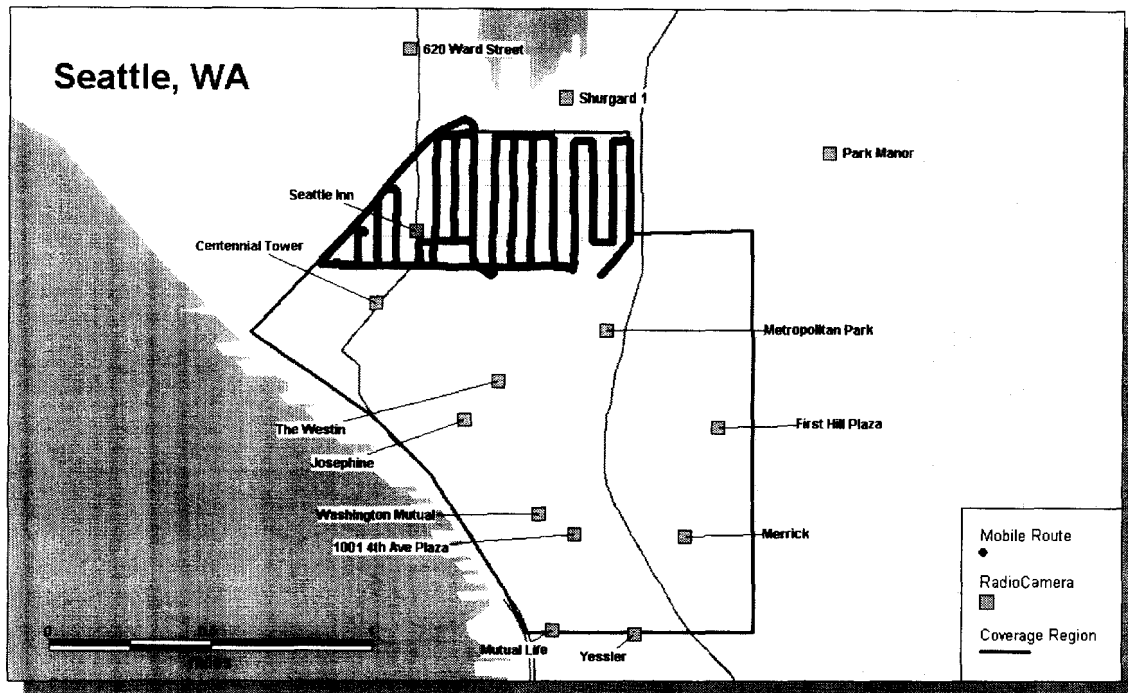 620 Ward Street
Seattle, WA
Shurgard 1
Park Manor
Seattle Inn
Centennial Tower
Metropolitan Park
The Westin
First Hill Plaza
Josephine
Washington Mutual
1001 4th Ave Plaza
Merrick
Mobile Route
RadioCamera
Coverage Region
Mutual Life
Yessler